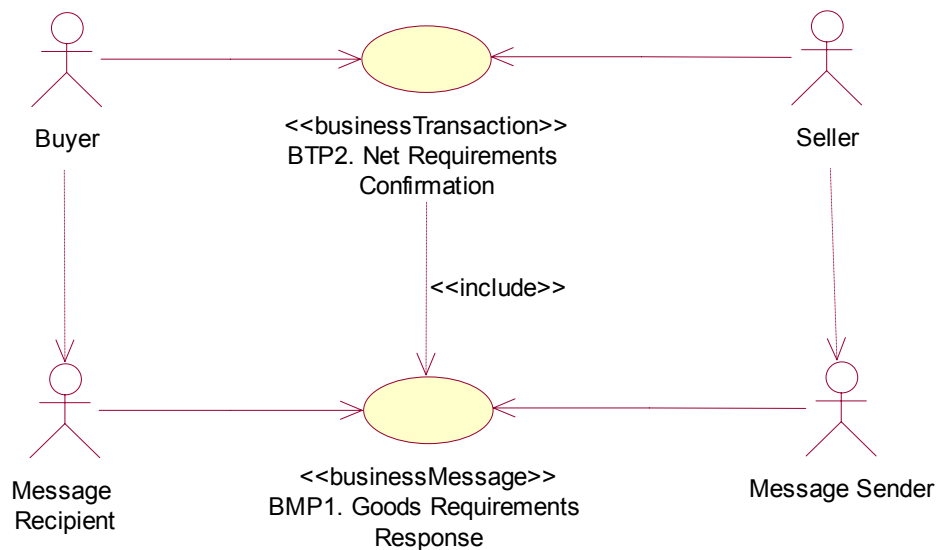 Buyer
Seller
<<businessTransaction>>
BTP2. Net Requirements
Confirmation
<<include>>
Message
Recipient
<<businessMessage>>
BMP1. Goods Requirements
Response
Message Sender